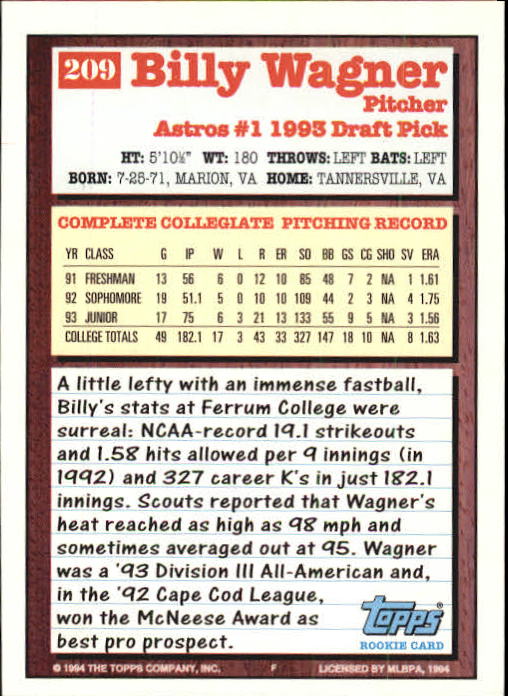 209 Billy Wagner
Pitcher
Astros #1 1993 Draft Pick
HT: 5'10½" WT: 180 THROWS: LEFT BATS: LEFT
BORN: 7-25-71, MARION, VA HOME: TANNERSVILLE, VA
COMPLETE COLLEGIATE PITCHING RECORD
YR CLASS G IP W L R ER SO BB GS CG SHO SV ERA
91 FRESHMAN 13 56 6 0 12 10 85 48 7 2 NA 1 1.61
92 SOPHOMORE 19 51.1 5 0 10 10 109 44 2 3 NA 4 1.75
93 JUNIOR 17 75 6 3 21 13 133 55 9 5 NA 3 1.56
COLLEGE TOTALS 49 182.1 17 3 43 33 327 147 18 10 NA 8 1.63
A little lefty with an immense fastball,
Billy's stats at Ferrum College were
surreal: NCAA-record 19.1 strikeouts
and 1.58 hits allowed per 9 innings (in
1992) and 327 career K's in just 182.1
innings. Scouts reported that Wagner's
heat reached as high as 98 mph and
sometimes averaged out at 95. Wagner
was a '93 Division III All-American and,
in the '92 Cape Cod League,
won the McNeese Award as
best pro prospect.
topps
ROOKIE CARD
© 1994 THE TOPPS COMPANY, INC. F LICENSED BY MLBPA, 1994